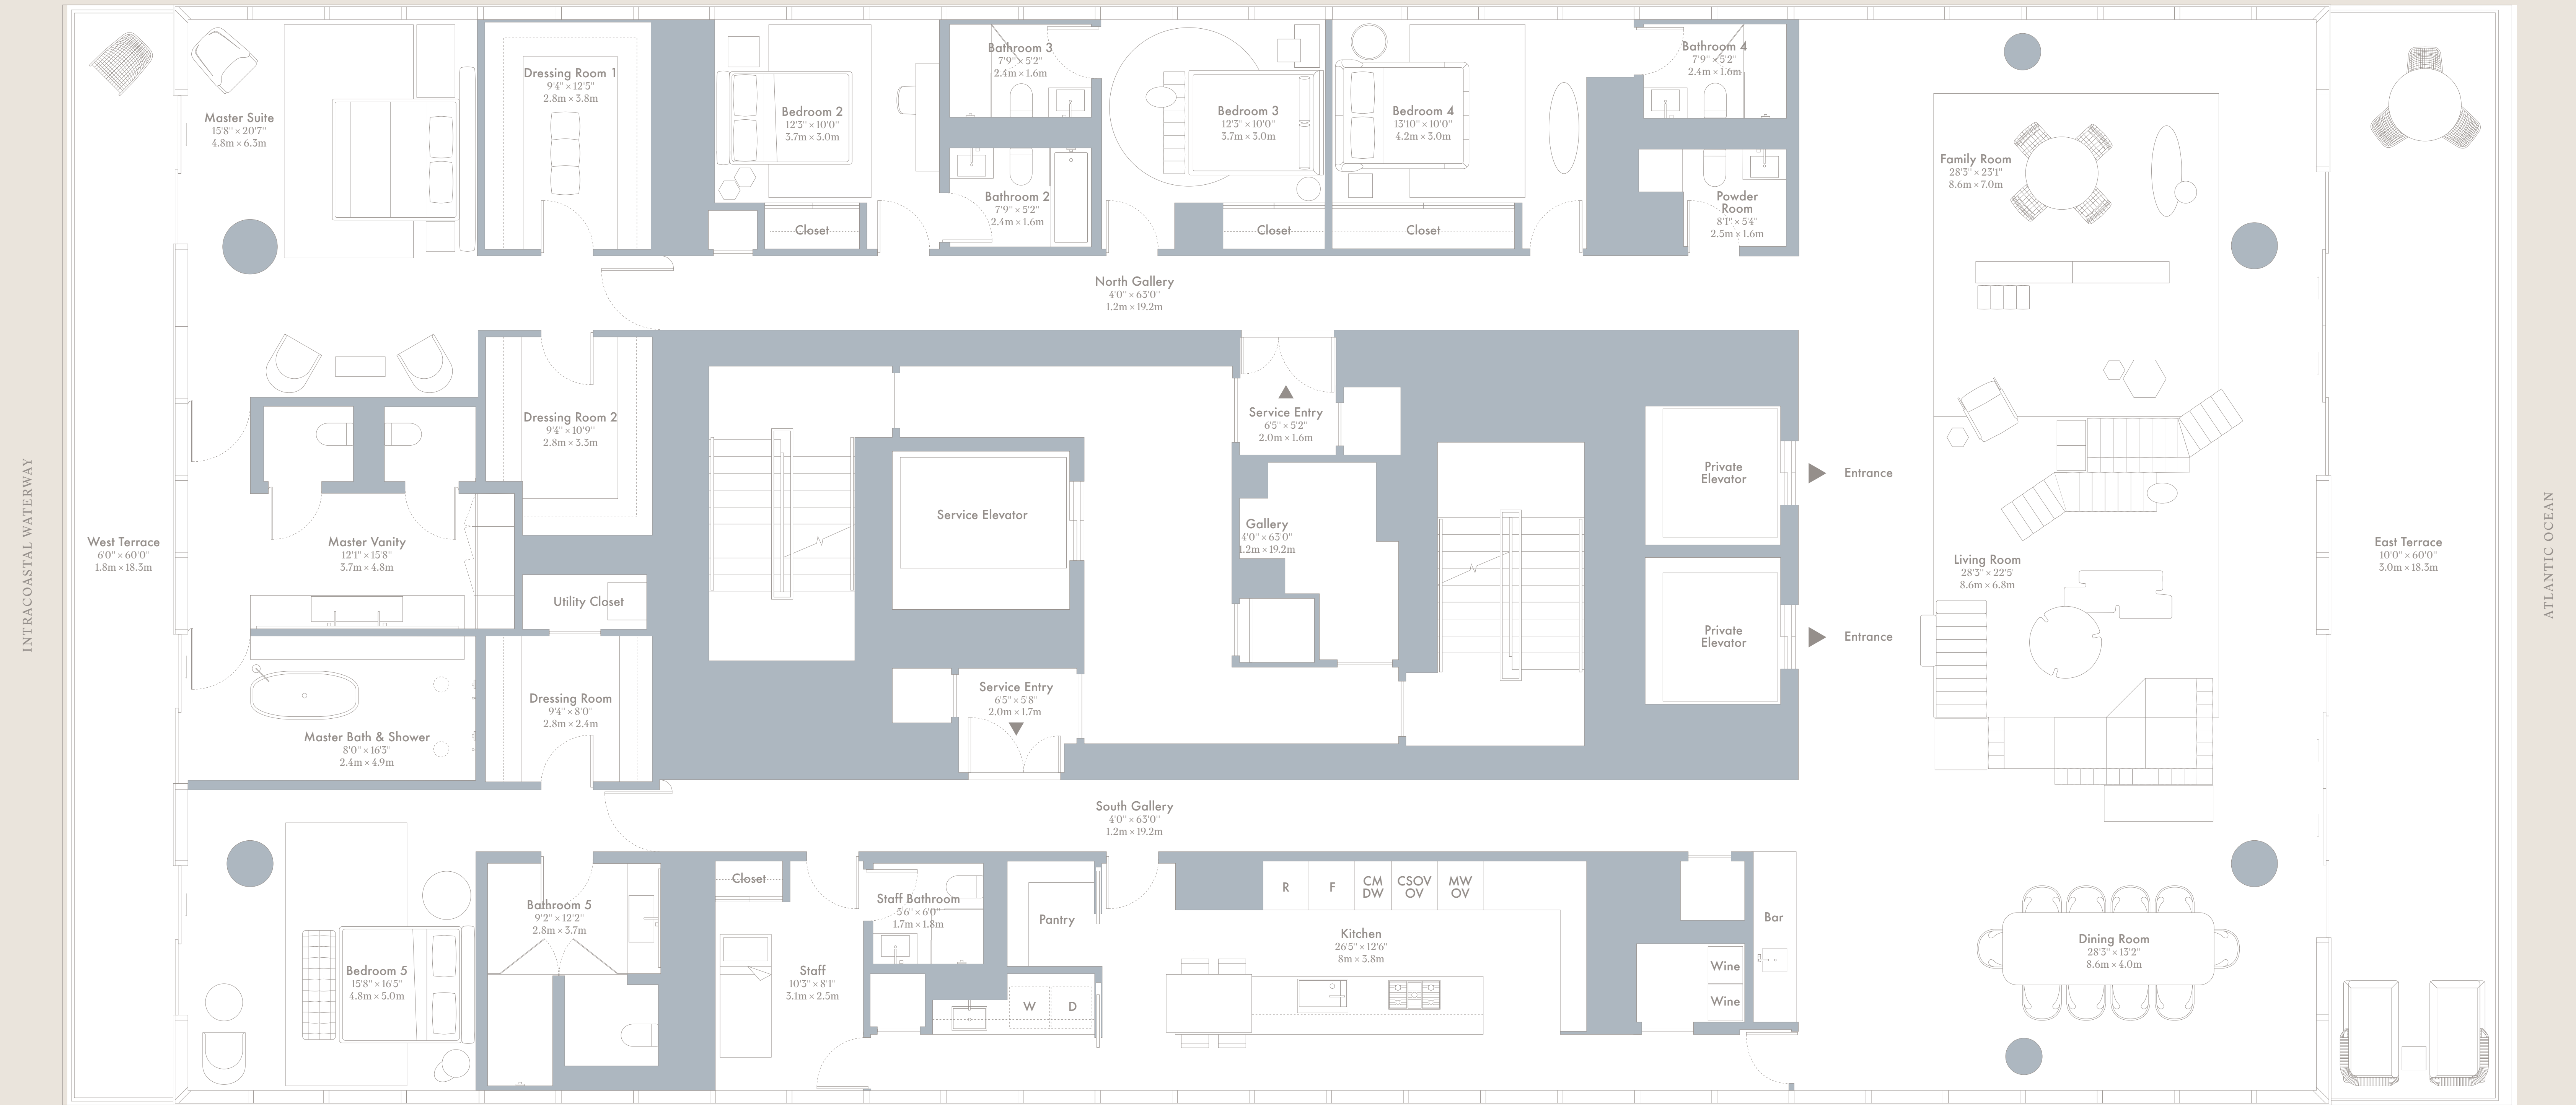 INTRACOASTAL WATERWAY
West Terrace
6'0" × 60'0"
1.8m × 18.3m
Master Suite
15'8" × 20'7"
4.8m × 6.3m
Dressing Room 1
9'4" × 12'5"
2.8m × 3.8m
Bedroom 2
12'3" × 10'0"
3.7m × 3.0m
Closet
Bathroom 3
7'9" × 5'2"
2.4m × 1.6m
Bathroom 2
7'9" × 5'2"
2.4m × 1.6m
Bedroom 3
12'3" × 10'0"
3.7m × 3.0m
Closet
Bedroom 4
13'10" × 10'0"
4.2m × 3.0m
Closet
Bathroom 4
7'9" × 5'2"
2.4m × 1.6m
Powder
Room
8'1" × 5'4"
2.5m × 1.6m
Family Room
28'3" × 23'1"
8.6m × 7.0m
North Gallery
4'0" × 63'0"
1.2m × 19.2m
Dressing Room 2
9'4" × 10'9"
2.8m × 3.3m
Service Entry
6'5" × 5'2"
2.0m × 1.6m
Service Elevator
Gallery
4'0" × 63'0"
1.2m × 19.2m
Private
Elevator
Entrance
Private
Elevator
Entrance
Living Room
28'3" × 22'5'
8.6m × 6.8m
East Terrace
10'0" × 60'0"
3.0m × 18.3m
ATLANTIC OCEAN
Master Vanity
12'1" × 15'8"
3.7m × 4.8m
Utility Closet
Dressing Room
9'4" × 8'0"
2.8m × 2.4m
Master Bath & Shower
8'0" × 16'3"
2.4m × 4.9m
Service Entry
6'5" × 5'8"
2.0m × 1.7m
South Gallery
4'0" × 63'0"
1.2m × 19.2m
Bedroom 5
15'8" × 16'5"
4.8m × 5.0m
Bathroom 5
9'2" × 12'2"
2.8m × 3.7m
Closet
Staff
10'3" × 8'1"
3.1m × 2.5m
Staff Bathroom
5'6" × 6'0"
1.7m × 1.8m
Pantry
W
D
R
F
CM
DW
CSOV
OV
MW
OV
Kitchen
26'5" × 12'6"
8m × 3.8m
Wine
Wine
Bar
Dining Room
28'3" × 13'2"
8.6m × 4.0m